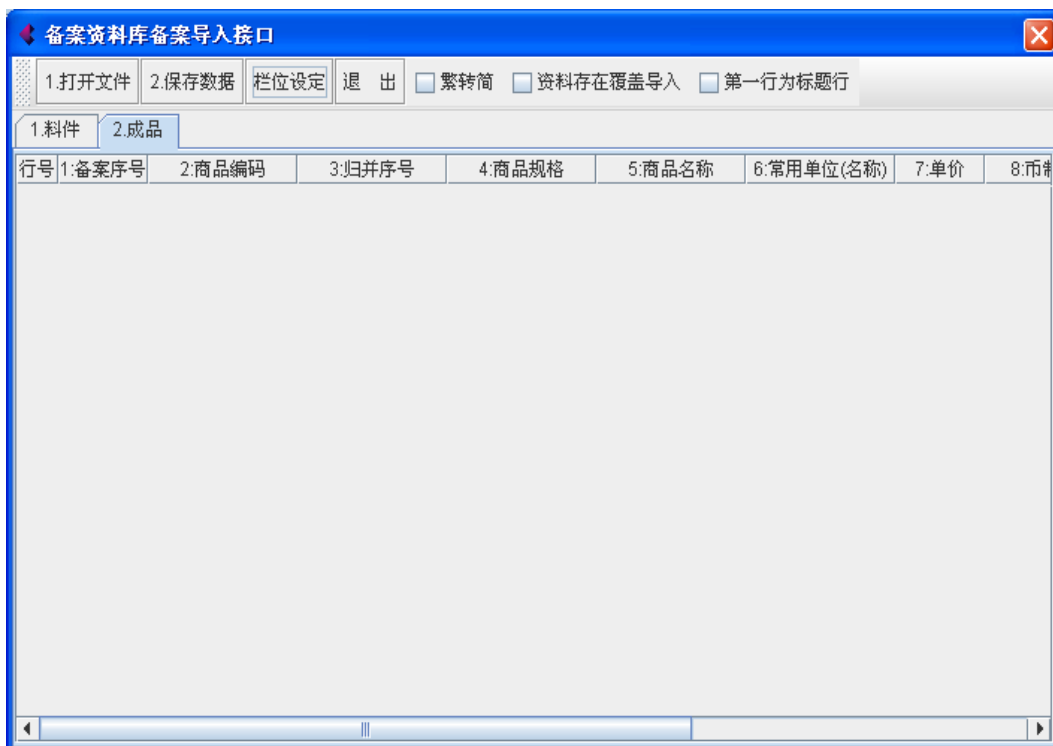 备案资料库备案导入接口
1.打开文件 2.保存数据 栏位设定 退 出 繁转简 资料存在覆盖导入 第一行为标题行
1.料件 2.成品
行号 1:备案序号 2:商品编码 3:归并序号 4:商品规格 5:商品名称 6:常用单位(名称) 7:单价 8:币制